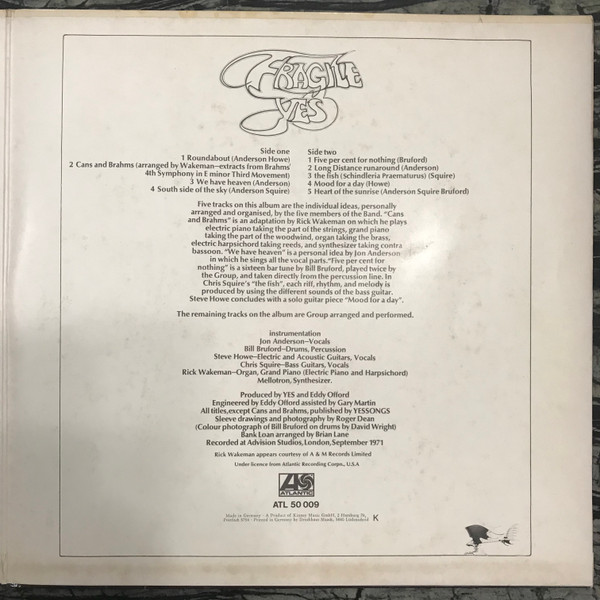 FRAGILE
YES
Side one
1 Roundabout (Anderson Howe)
2 Cans and Brahms (arranged by Wakeman—extracts from Brahms'
4th Symphony in E minor Third Movement)
3 We have heaven (Anderson)
4 South side of the sky (Anderson Squire)
Side two
1 Five per cent for nothing (Bruford)
2 Long Distance runaround (Anderson)
3 the fish (Schindleria Praematurus) (Squire)
4 Mood for a day (Howe)
5 Heart of the sunrise (Anderson Squire Bruford)
Five tracks on this album are the individual ideas, personally
arranged and organised, by the five members of the Band. "Cans
and Brahms" is an adaptation by Rick Wakeman on which he plays
electric piano taking the part of the strings, grand piano
taking the part of the woodwind, organ taking the brass,
electric harpsichord taking reeds, and synthesizer taking contra
bassoon. "We have heaven" is a personal idea by Jon Anderson
in which he sings all the vocal parts. "Five per cent for
nothing" is a sixteen bar tune by Bill Bruford, played twice by
the Group, and taken directly from the percussion line. In
Chris Squire's "the fish", each riff, rhythm, and melody is
produced by using the different sounds of the bass guitar.
Steve Howe concludes with a solo guitar piece "Mood for a day".
The remaining tracks on the album are Group arranged and performed.
instrumentation
Jon Anderson—Vocals
Bill Bruford—Drums, Percussion
Steve Howe—Electric and Acoustic Guitars, Vocals
Chris Squire—Bass Guitars, Vocals
Rick Wakeman—Organ, Grand Piano (Electric Piano and Harpsichord)
Mellotron, Synthesizer.
Produced by YES and Eddy Offord
Engineered by Eddy Offord assisted by Gary Martin
All titles, except Cans and Brahms, published by YESSONGS
Sleeve drawings and photography by Roger Dean
(Colour photograph of Bill Bruford on drums by David Wright)
Bank Loan arranged by Brian Lane
Recorded at Advision Studios, London, September 1971
Rick Wakeman appears courtesy of A & M Records Limited
Under licence from Atlantic Recording Corps., U.S.A
ATLANTIC
ATL 50 009
Made in Germany · A Product of Kinney Music GmbH, 2 Hamburg 76,
Printed in Germany by
K